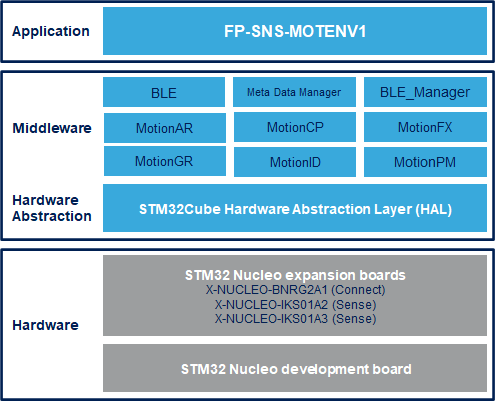 Application
FP-SNS-MOTENV1
Middleware
BLE
Meta Data Manager
BLE_Manager
MotionAR
MotionCP
MotionFX
MotionGR
MotionID
MotionPM
Hardware
Abstraction
STM32Cube Hardware Abstraction Layer (HAL)
Hardware
STM32 Nucleo expansion boards
X-NUCLEO-BNRG2A1 (Connect)
X-NUCLEO-IKS01A2 (Sense)
X-NUCLEO-IKS01A3 (Sense)
STM32 Nucleo development board